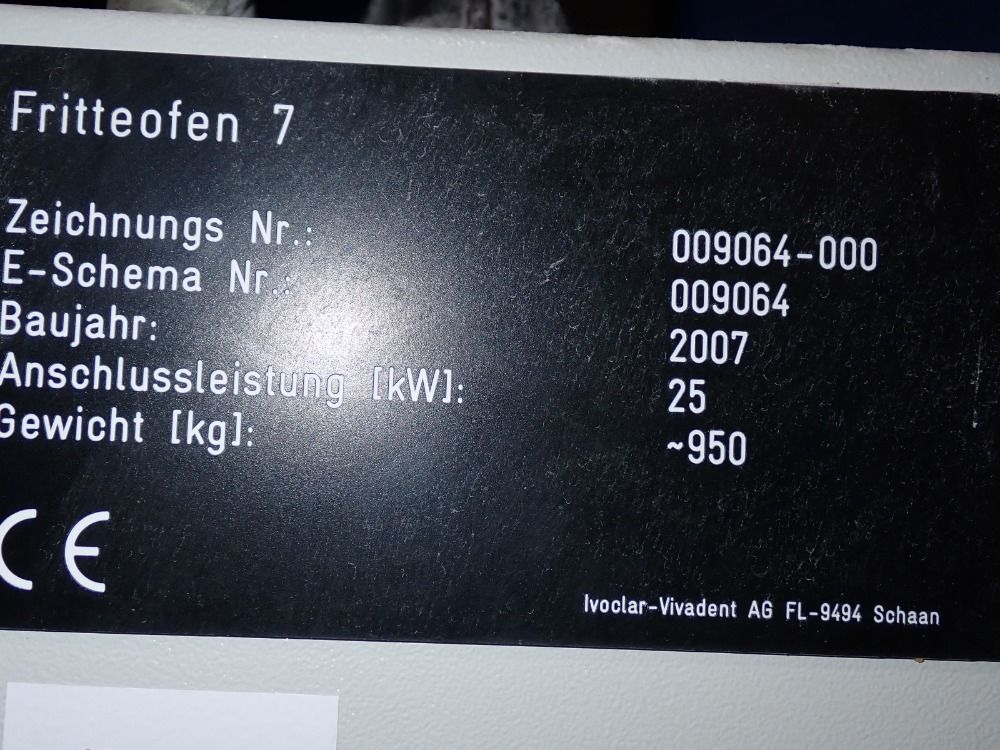 Fritteofen 7
Zeichnungs Nr.: 009064-000
E-Schema Nr.: 009064
Baujahr: 2007
Anschlussleistung [kW]: 25
Gewicht [kg]: ~950
CE
Ivoclar-Vivadent AG FL-9494 Schaan